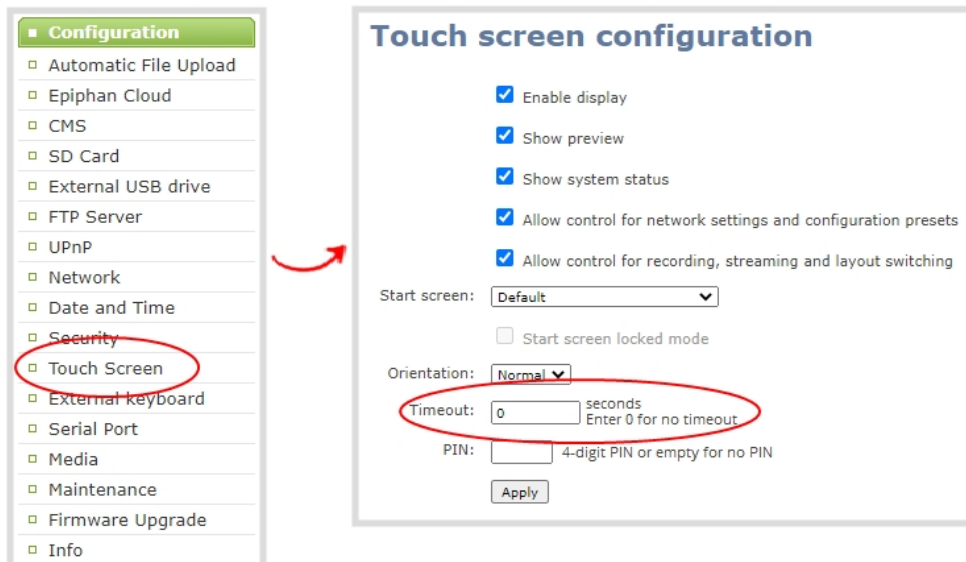 Configuration
Automatic File Upload
Epiphan Cloud
CMS
SD Card
External USB drive
FTP Server
UPnP
Network
Date and Time
Security
Touch Screen
External keyboard
Serial Port
Media
Maintenance
Firmware Upgrade
Info
Touch screen configuration
Enable display
Show preview
Show system status
Allow control for network settings and configuration presets
Allow control for recording, streaming and layout switching
Start screen: Default
Start screen locked mode
Orientation: Normal
Timeout: 0 seconds
Enter 0 for no timeout
PIN: 4-digit PIN or empty for no PIN
Apply